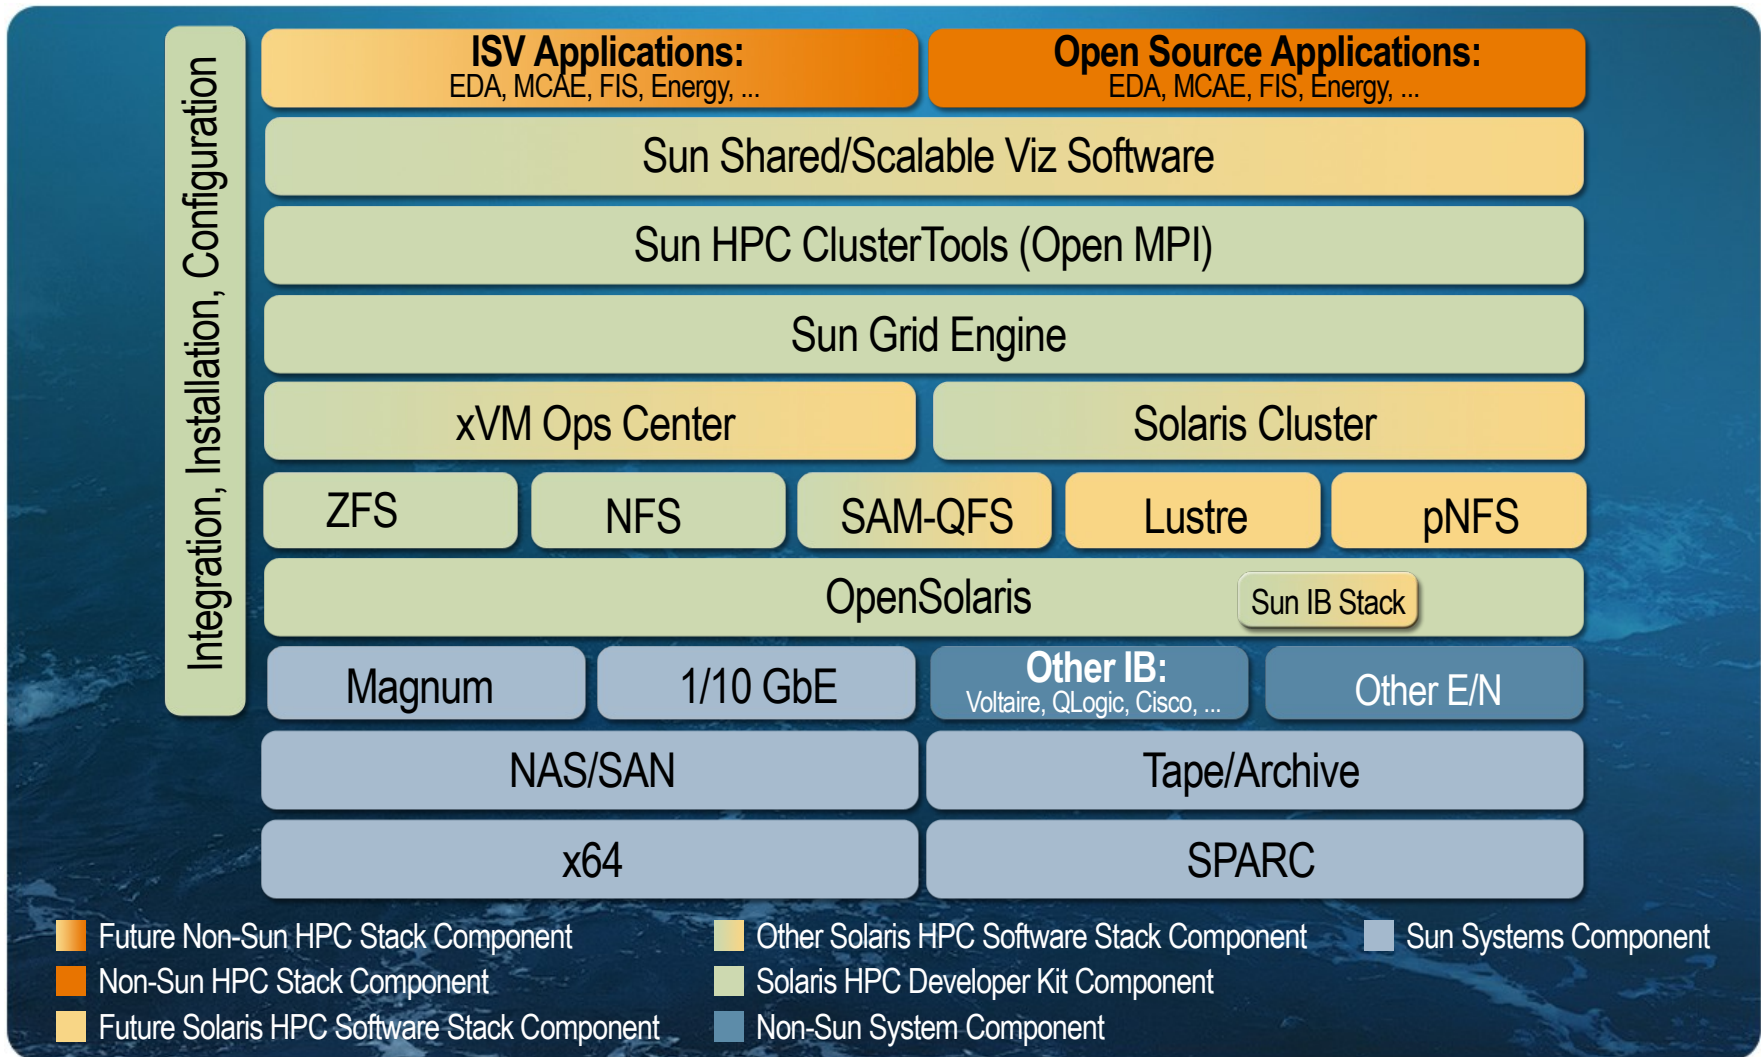 Integration, Installation, Configuration
ISV Applications:
EDA, MCAE, FIS, Energy, ...
Open Source Applications:
EDA, MCAE, FIS, Energy, ...
Sun Shared/Scalable Viz Software
Sun HPC ClusterTools (Open MPI)
Sun Grid Engine
xVM Ops Center
Solaris Cluster
ZFS
NFS
SAM-QFS
Lustre
pNFS
OpenSolaris
Sun IB Stack
Magnum
1/10 GbE
Other IB:
Voltaire, QLogic, Cisco, ...
Other E/N
NAS/SAN
Tape/Archive
x64
SPARC
Future Non-Sun HPC Stack Component
Non-Sun HPC Stack Component
Future Solaris HPC Software Stack Component
Other Solaris HPC Software Stack Component
Solaris HPC Developer Kit Component
Non-Sun System Component
Sun Systems Component